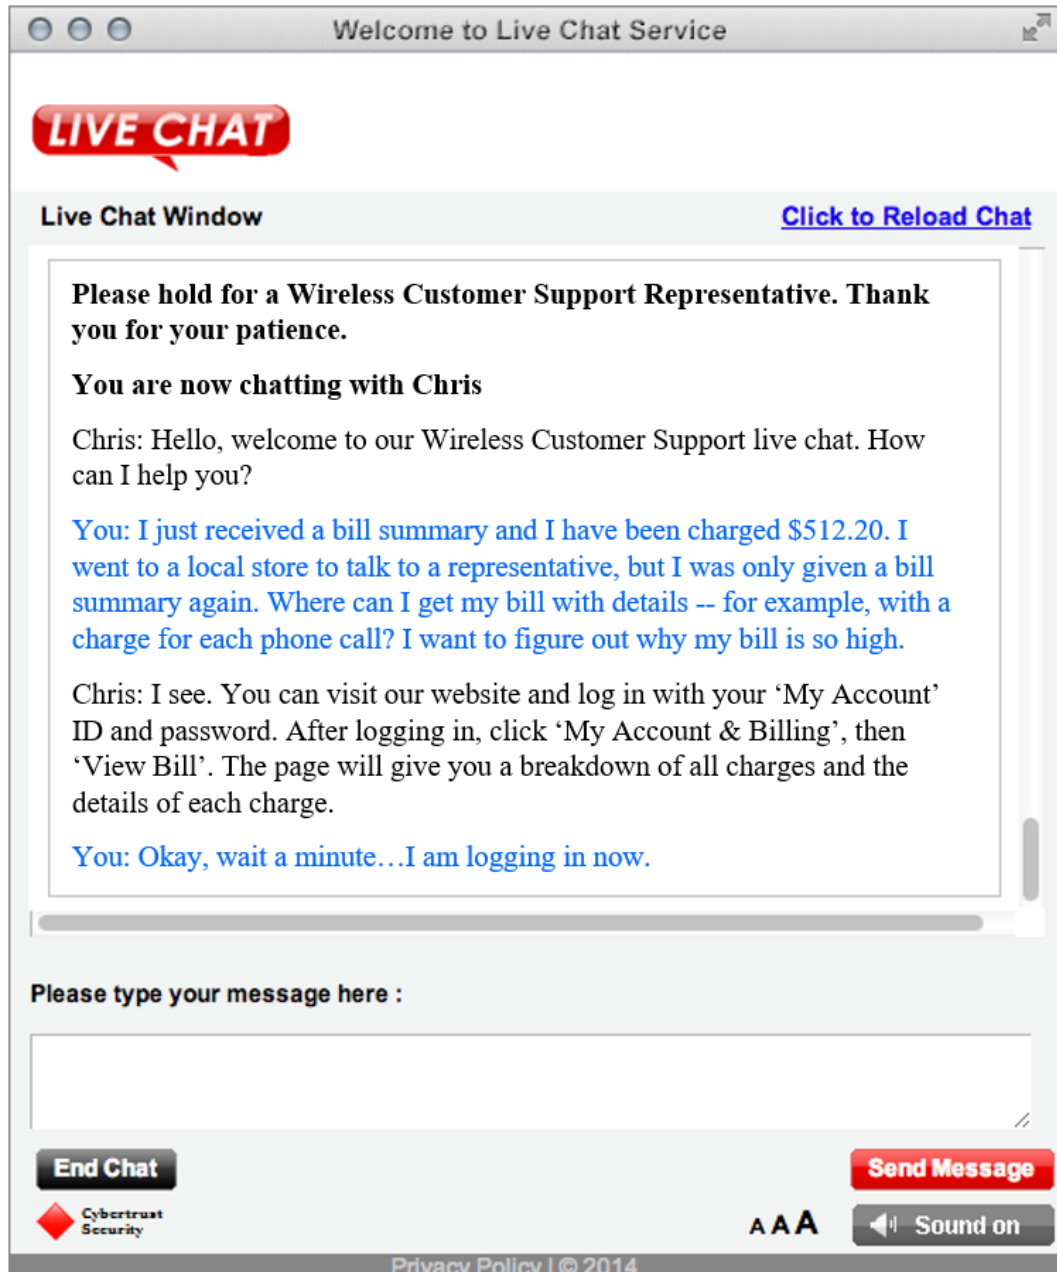 Welcome to Live Chat Service
LIVE CHAT
Live Chat Window
Click to Reload Chat
Please hold for a Wireless Customer Support Representative. Thank
you for your patience.
You are now chatting with Chris
Chris: Hello, welcome to our Wireless Customer Support live chat. How
can I help you?
You: I just received a bill summary and I have been charged $512.20. I
went to a local store to talk to a representative, but I was only given a bill
summary again. Where can I get my bill with details -- for example, with a
charge for each phone call? I want to figure out why my bill is so high.
Chris: I see. You can visit our website and log in with your ‘My Account’
ID and password. After logging in, click ‘My Account & Billing’, then
‘View Bill’. The page will give you a breakdown of all charges and the
details of each charge.
You: Okay, wait a minute…I am logging in now.
Please type your message here :
End Chat
Send Message
Cybertrust
Security
A A A
Sound on
Privacy Policy | © 2014